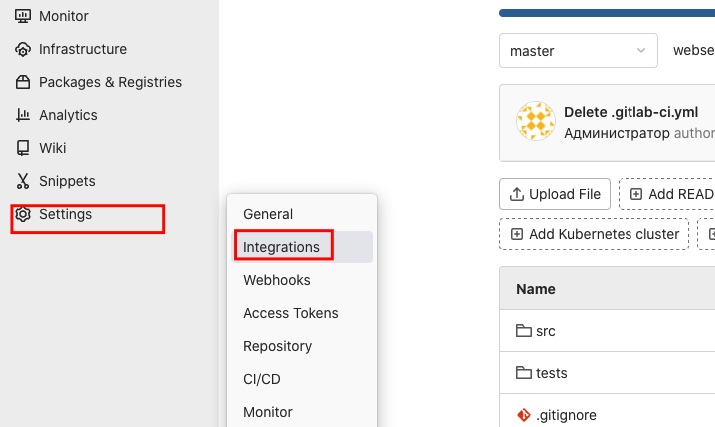 Monitor
Infrastructure
Packages & Registries
Analytics
Wiki
Snippets
Settings
General
Integrations
Webhooks
Access Tokens
Repository
CI/CD
Monitor
master
webse
Delete .gitlab-ci.yml
Администратор author
Upload File
Add READ
Add Kubernetes cluster
Name
src
tests
.gitignore